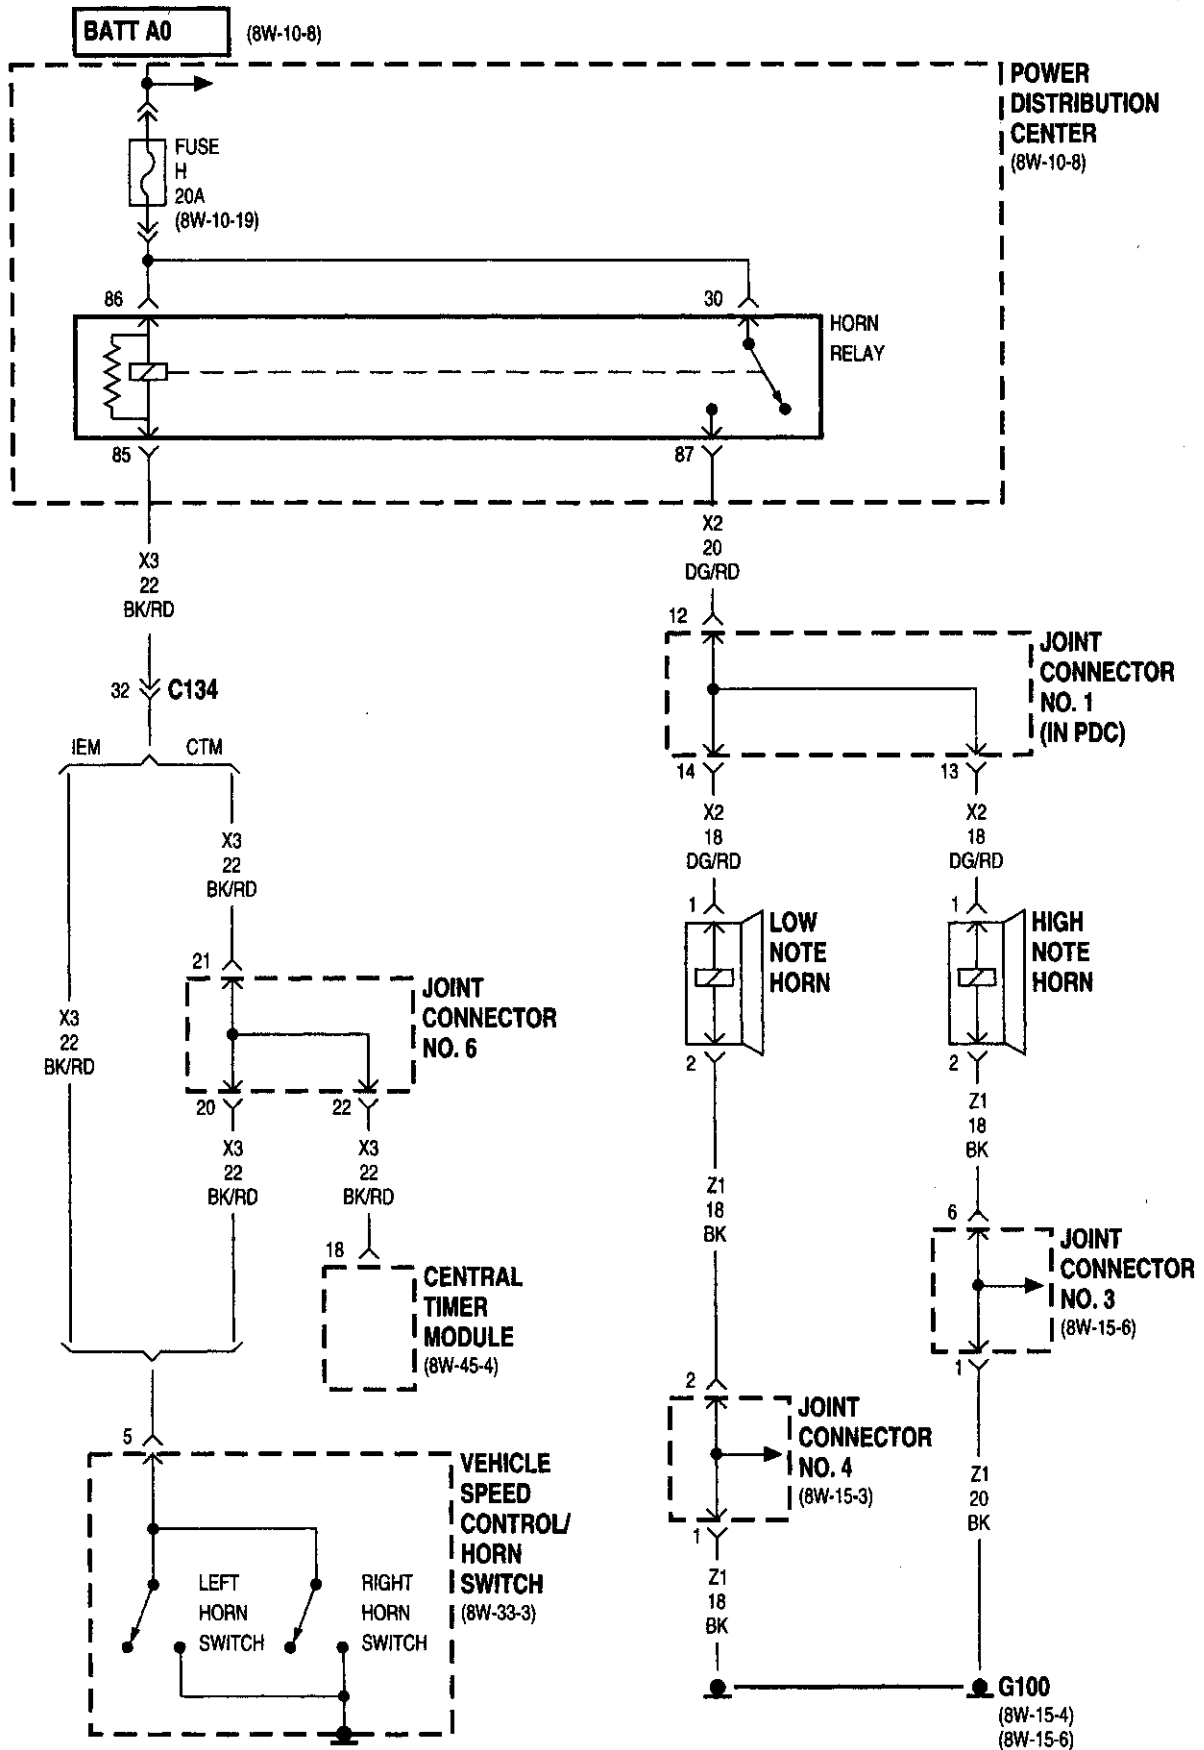 BATT A0
(8W-10-8)
POWER
DISTRIBUTION
CENTER
(8W-10-8)
FUSE
H
20A
(8W-10-19)
86
30
HORN
RELAY
85
87
X3
22
BK/RD
X2
20
DG/RD
12
JOINT
CONNECTOR
NO. 1
(IN PDC)
32
C134
IEM
CTM
14
13
X3
22
BK/RD
X2
18
DG/RD
X2
18
DG/RD
1
LOW
NOTE
HORN
1
HIGH
NOTE
HORN
21
JOINT
CONNECTOR
NO. 6
X3
22
BK/RD
2
2
20
22
X3
22
BK/RD
X3
22
BK/RD
Z1
18
BK
Z1
18
BK
6
JOINT
CONNECTOR
NO. 3
(8W-15-6)
1
18
CENTRAL
TIMER
MODULE
(8W-45-4)
2
JOINT
CONNECTOR
NO. 4
(8W-15-3)
1
5
VEHICLE
SPEED
CONTROL/
HORN
SWITCH
(8W-33-3)
LEFT
HORN
SWITCH
RIGHT
HORN
SWITCH
Z1
20
BK
Z1
18
BK
G100
(8W-15-4)
(8W-15-6)